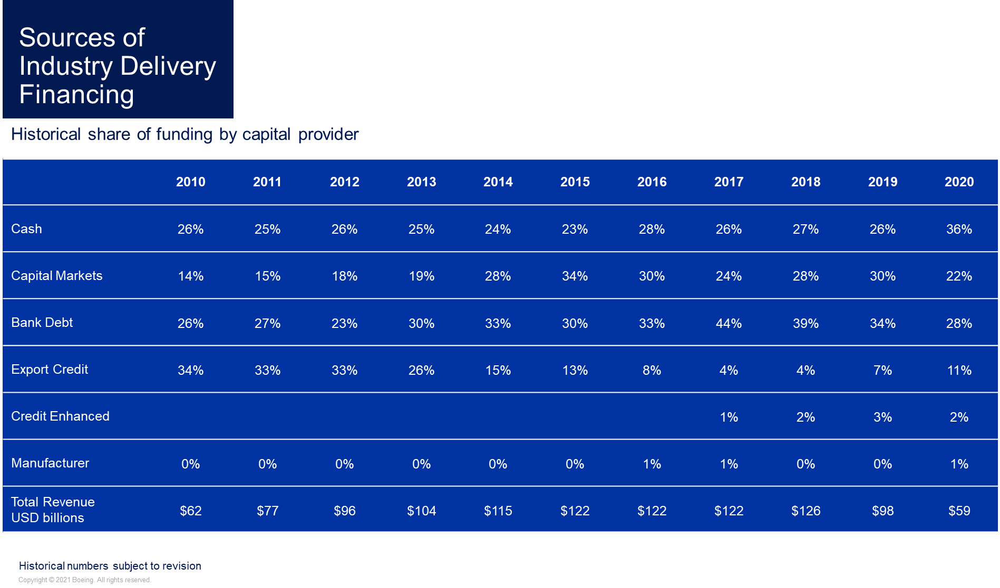 Sources of
Industry Delivery
Financing
Historical share of funding by capital provider
2010 2011 2012 2013 2014 2015 2016 2017 2018 2019 2020
Cash 26% 25% 26% 25% 24% 23% 28% 26% 27% 26% 36%
Capital Markets 14% 15% 18% 19% 28% 34% 30% 24% 28% 30% 22%
Bank Debt 26% 27% 23% 30% 33% 30% 33% 44% 39% 34% 28%
Export Credit 34% 33% 33% 26% 15% 13% 8% 4% 4% 7% 11%
Credit Enhanced 1% 2% 3% 2%
Manufacturer 0% 0% 0% 0% 0% 0% 1% 1% 0% 0% 1%
Total Revenue
USD billions $62 $77 $96 $104 $115 $122 $122 $122 $126 $98 $59
Historical numbers subject to revision
Copyright © 2021 Boeing. All rights reserved.